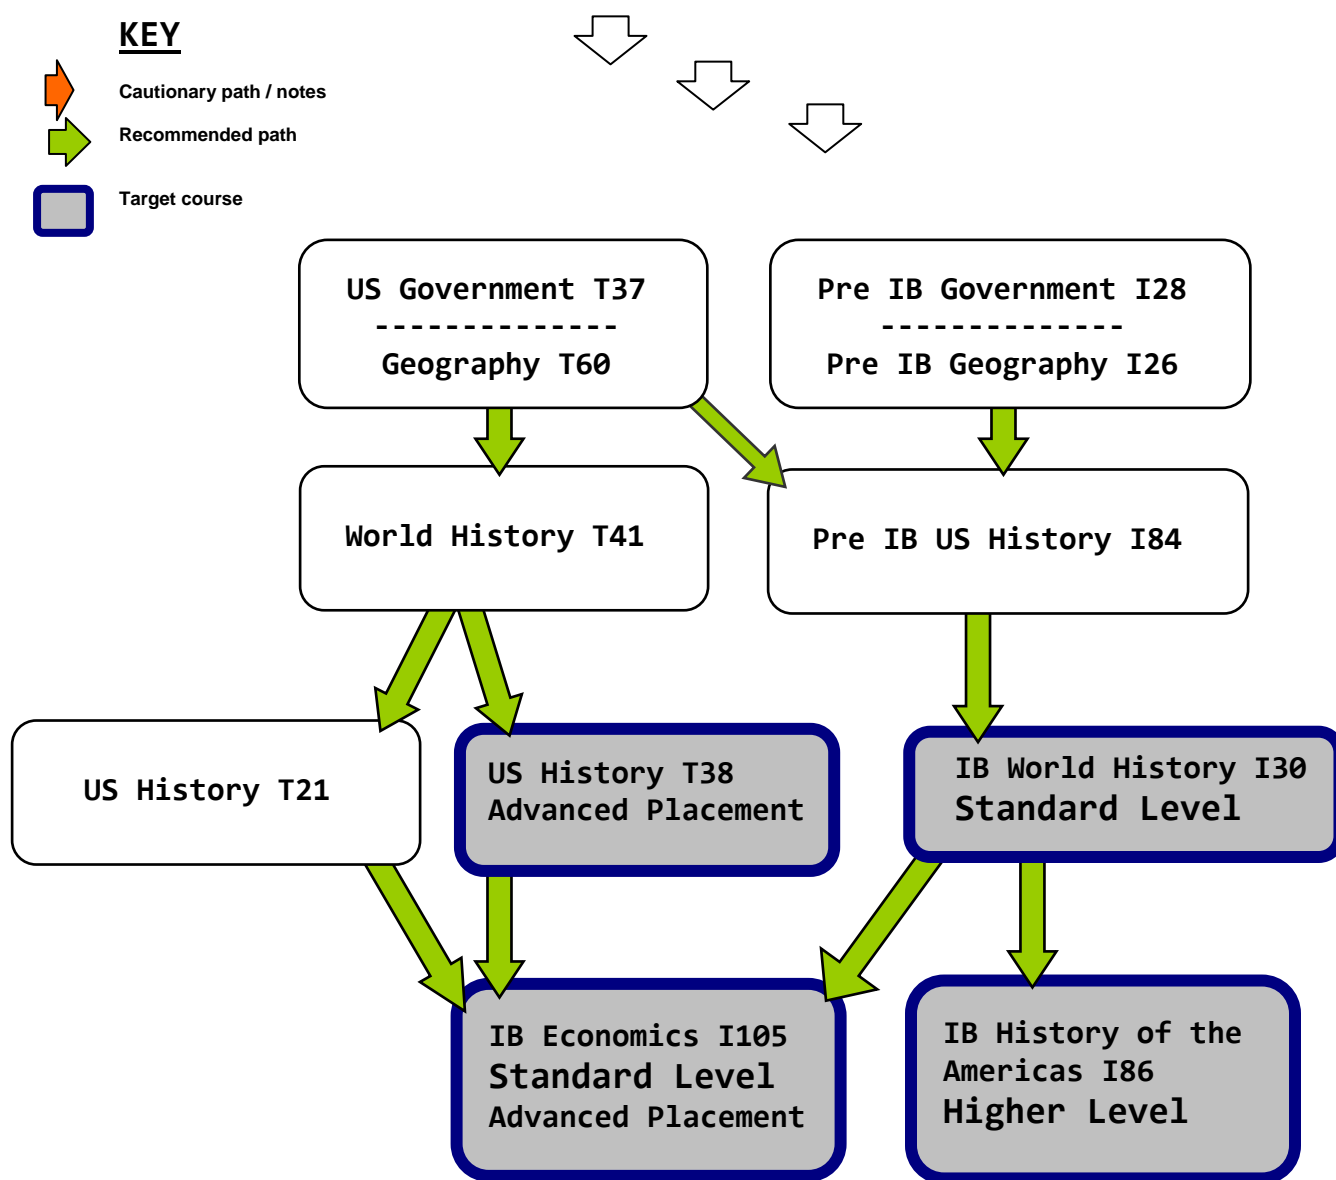 KEY
Cautionary path / notes
Recommended path
Target course
US Government T37
--------------
Geography T60
Pre IB Government I28
--------------
Pre IB Geography I26
World History T41
Pre IB US History I84
US History T21
US History T38
Advanced Placement
IB World History I30
Standard Level
IB Economics I105
Standard Level
Advanced Placement
IB History of the
Americas I86
Higher Level